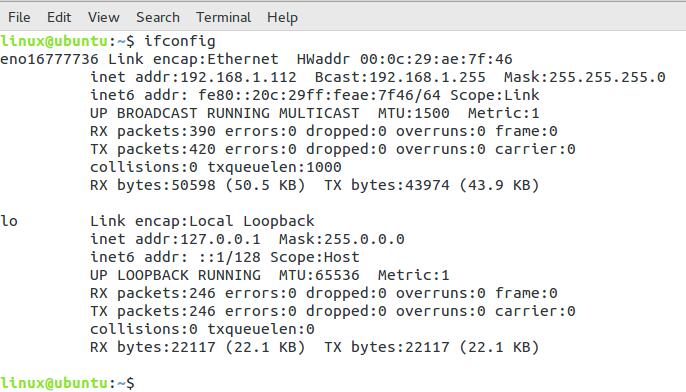 File Edit View Search Terminal Help
linux@ubuntu:~$ ifconfig
eno16777736 Link encap:Ethernet  HWaddr 00:0c:29:ae:7f:46
          inet addr:192.168.1.112  Bcast:192.168.1.255  Mask:255.255.255.0
          inet6 addr: fe80::20c:29ff:feae:7f46/64 Scope:Link
          UP BROADCAST RUNNING MULTICAST  MTU:1500  Metric:1
          RX packets:390 errors:0 dropped:0 overruns:0 frame:0
          TX packets:420 errors:0 dropped:0 overruns:0 carrier:0
          collisions:0 txqueuelen:1000
          RX bytes:50598 (50.5 KB)  TX bytes:43974 (43.9 KB)

lo        Link encap:Local Loopback
          inet addr:127.0.0.1  Mask:255.0.0.0
          inet6 addr: ::1/128 Scope:Host
          UP LOOPBACK RUNNING  MTU:65536  Metric:1
          RX packets:246 errors:0 dropped:0 overruns:0 frame:0
          TX packets:246 errors:0 dropped:0 overruns:0 carrier:0
          collisions:0 txqueuelen:0
          RX bytes:22117 (22.1 KB)  TX bytes:22117 (22.1 KB)

linux@ubuntu:~$